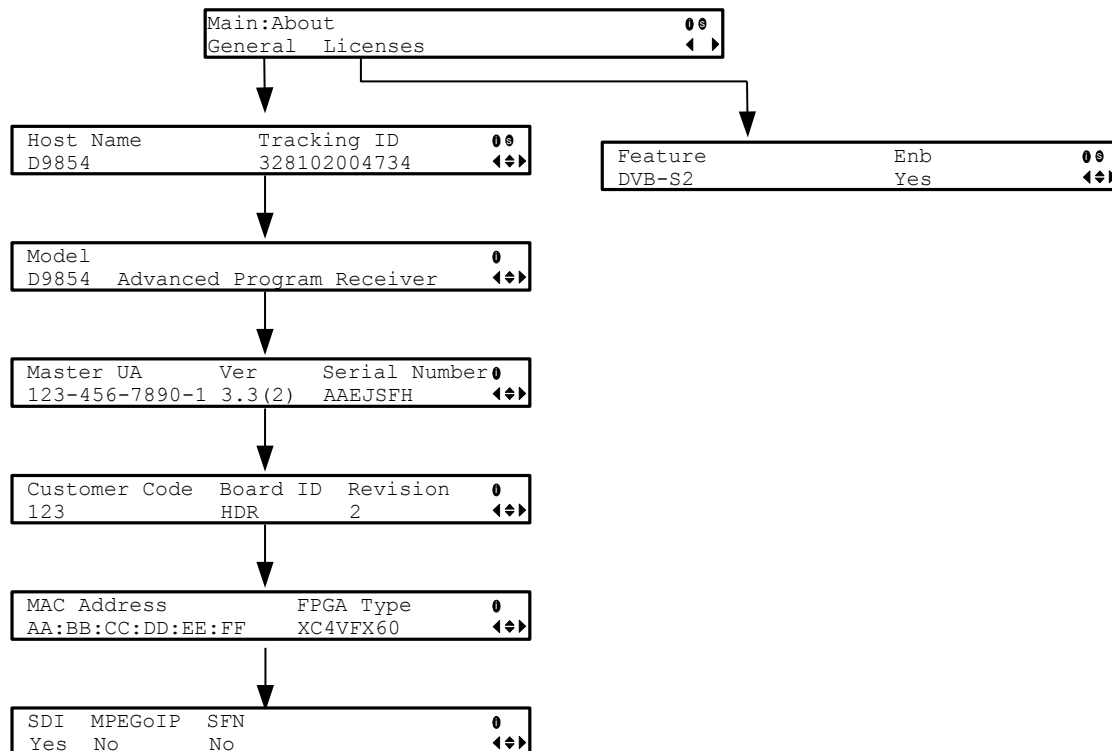 Main:About
General Licenses
Host Name Tracking ID
D9854 328102004734
Feature Enb
DVB-S2 Yes
Model
D9854 Advanced Program Receiver
Master UA Ver Serial Number
123-456-7890-1 3.3(2) AAEJSFH
Customer Code Board ID Revision
123 HDR 2
MAC Address FPGA Type
AA:BB:CC:DD:EE:FF XC4VFX60
SDI MPEGoIP SFN
Yes No No